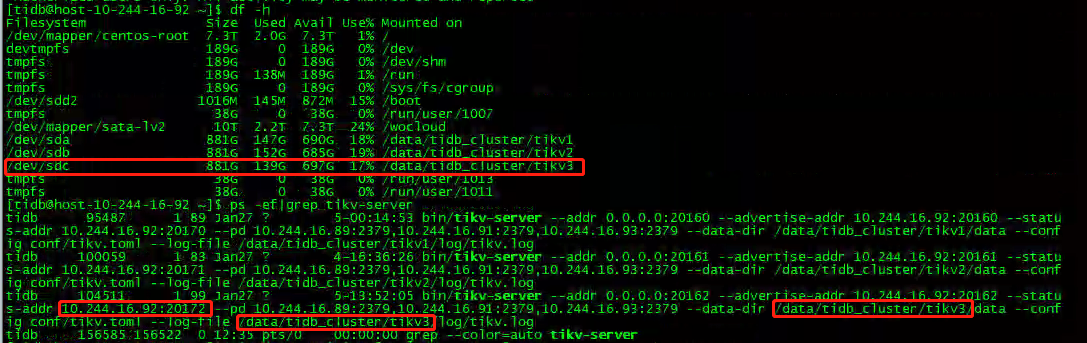 [tidb@host-10-244-16-92 ~]$ df -h
Filesystem Size Used Avail Use% Mounted on
/dev/mapper/centos-root 7.3T 2.0G 7.3T 1% /
devtmpfs 189G 0 189G 0% /dev
tmpfs 189G 0 189G 0% /dev/shm
tmpfs 189G 138M 189G 1% /run
tmpfs 189G 0 189G 0% /sys/fs/cgroup
/dev/sdd2 1016M 145M 872M 15% /boot
tmpfs 38G 0 38G 0% /run/user/1007
/dev/mapper/sata-lv2 10T 2.2T 7.3T 24% /wocloud
/dev/sda 881G 147G 690G 18% /data/tidb_cluster/tikv1
/dev/sdb 881G 152G 685G 19% /data/tidb_cluster/tikv2
/dev/sdc 881G 139G 697G 17% /data/tidb_cluster/tikv3
tmpfs 38G 0 38G 0% /run/user/1013
tmpfs 38G 0 38G 0% /run/user/1011
[tidb@host-10-244-16-92 ~]$ ps -ef|grep tikv-server
tidb 95487 1 89 Jan27 ? 5-00:14:53 bin/tikv-server --addr 0.0.0.0:20160 --advertise-addr 10.244.16.92:20160 --statu
s-addr 10.244.16.92:20170 --pd 10.244.16.89:2379,10.244.16.91:2379,10.244.16.93:2379 --data-dir /data/tidb_cluster/tikv1/data --conf
ig conf/tikv.toml --log-file /data/tidb_cluster/tikv1/log/tikv.log
tidb 100059 1 83 Jan27 ? 4-16:36:26 bin/tikv-server --addr 0.0.0.0:20161 --advertise-addr 10.244.16.92:20161 --statu
s-addr 10.244.16.92:20171 --pd 10.244.16.89:2379,10.244.16.91:2379,10.244.16.93:2379 --data-dir /data/tidb_cluster/tikv2/data --conf
ig conf/tikv.toml --log-file /data/tidb_cluster/tikv2/log/tikv.log
tidb 104511 1 99 Jan27 ? 5-13:52:05 bin/tikv-server --addr 0.0.0.0:20162 --advertise-addr 10.244.16.92:20162 --statu
s-addr 10.244.16.92:20172 --pd 10.244.16.89:2379,10.244.16.91:2379,10.244.16.93:2379 --data-dir /data/tidb_cluster/tikv3/data --conf
ig conf/tikv.toml --log-file /data/tidb_cluster/tikv3/log/tikv.log
tidb 156585 156522 0 12:35 pts/0 00:00:00 grep --color=auto tikv-server